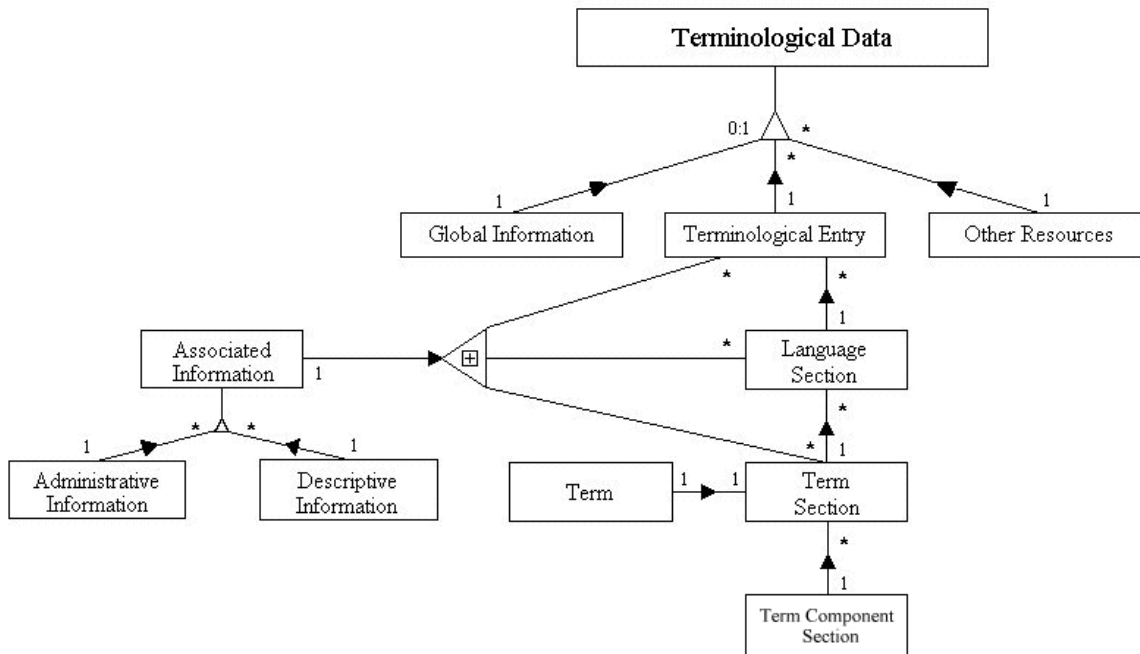 Terminological Data
0:1
*
*
1
1
1
Global Information
Terminological Entry
Other Resources
*
*
1
Associated
Information
1
*
Language
Section
*
*
*
1
1
*
1
Administrative
Information
Descriptive
Information
Term
1
1
Term
Section
*
1
Term Component
Section